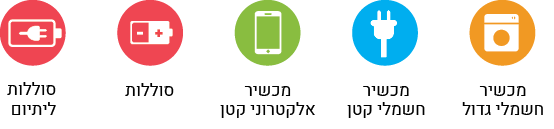 מכשיר
חשמלי גדול
מכשיר
חשמלי קטן
מכשיר
אלקטרוני קטן
סוללות
סוללות
ליתיום